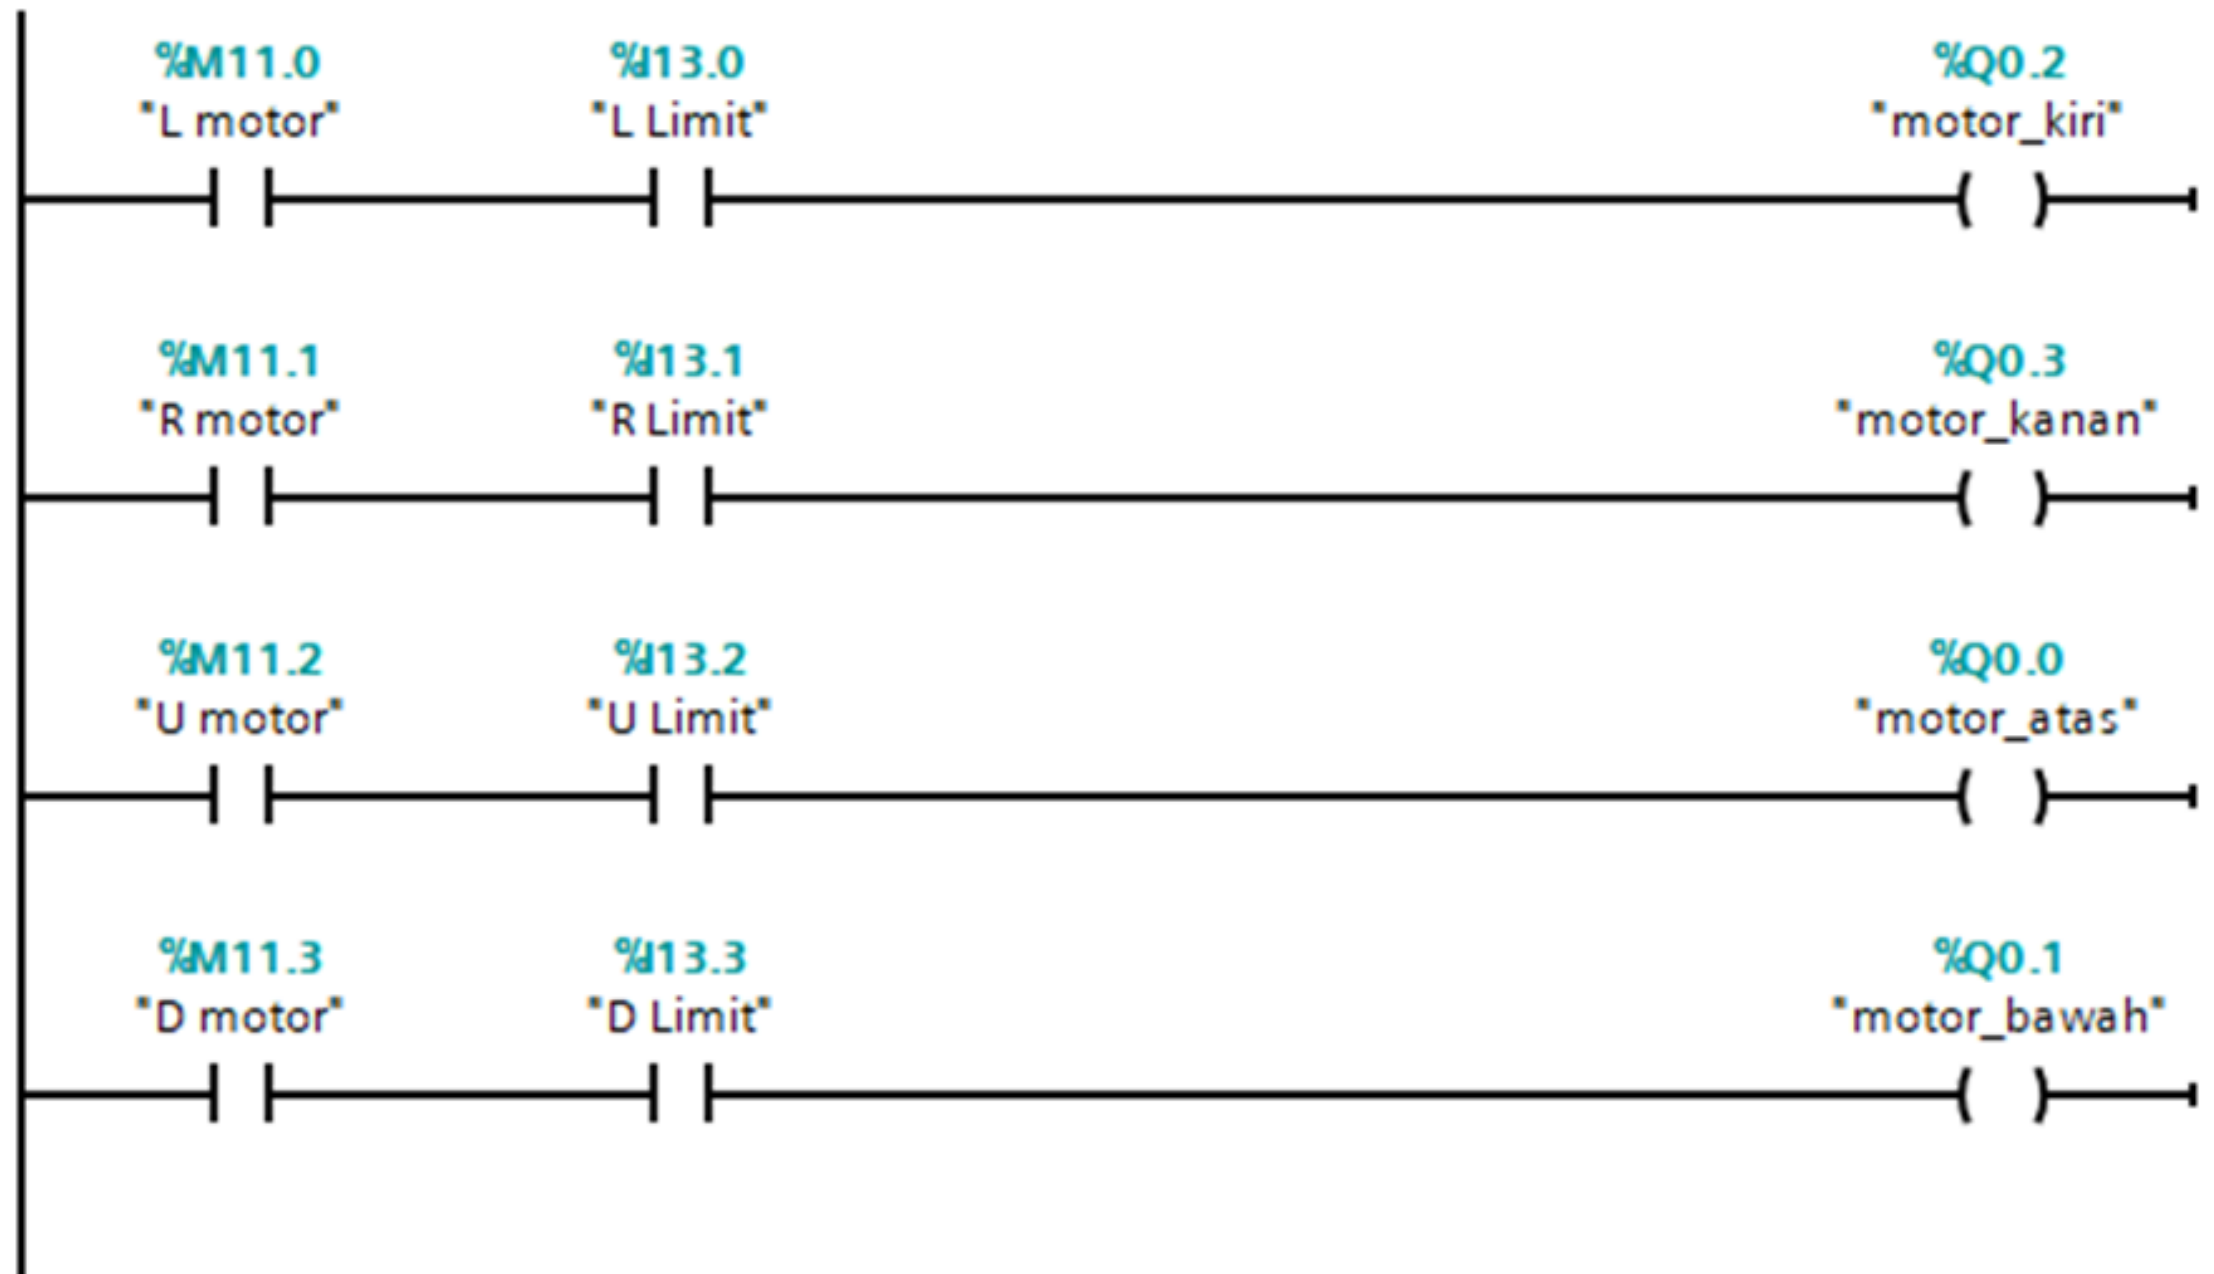 %M11.0 %I13.0 %Q0.2
"L motor" "L Limit" "motor_kiri"
%M11.1 %I13.1 %Q0.3
"R motor" "R Limit" "motor_kanan"
%M11.2 %I13.2 %Q0.0
"U motor" "U Limit" "motor_atas"
%M11.3 %I13.3 %Q0.1
"D motor" "D Limit" "motor_bawah"